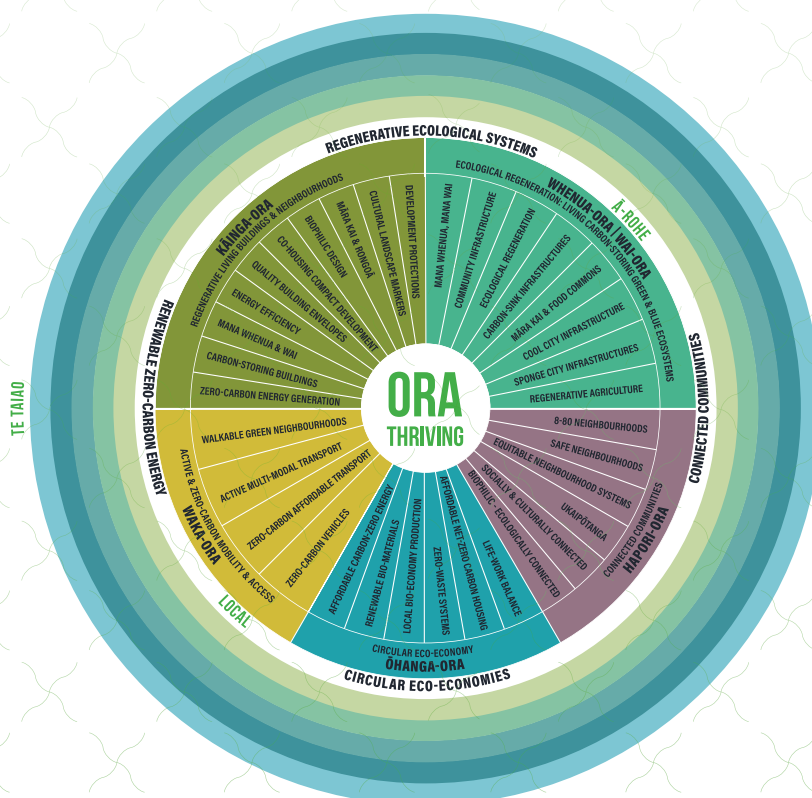 REGENERATIVE ECOLOGICAL SYSTEMS
CONNECTED COMMUNITIES
CIRCULAR ECO-ECONOMIES
RENEWABLE ZERO-CARBON ENERGY
TE TAIAO
Ā-ROHE
LOCAL
ORA
THRIVING
KĀINGA-ORA
REGENERATIVE LIVING BUILDINGS & NEIGHBOURHOODS
ZERO-CARBON ENERGY GENERATION
CARBON-STORING BUILDINGS
MANA WHENUA & WAI
ENERGY EFFICIENCY
QUALITY BUILDING ENVELOPES
CO-HOUSING COMPACT DEVELOPMENT
BIOPHILIC DESIGN
MĀRA KAI & RONGOĀ
CULTURAL LANDSCAPE MARKERS
DEVELOPMENT PROTECTIONS
WHENUA-ORA | WAI-ORA
ECOLOGICAL REGENERATION: LIVING CARBON-STORING GREEN & BLUE ECOSYSTEMS
MANA WHENUA, MANA WAI
COMMUNITY INFRASTRUCTURE
ECOLOGICAL REGENERATION
CARBON-SINK INFRASTRUCTURES
MĀRA KAI & FOOD COMMONS
COOL CITY INFRASTRUCTURE
SPONGE CITY INFRASTRUCTURES
REGENERATIVE AGRICULTURE
8-80 NEIGHBOURHOODS
SAFE NEIGHBOURHOODS
EQUITABLE NEIGHBOURHOOD SYSTEMS
UKAIPŌTANGA
SOCIALLY & CULTURALLY CONNECTED
BIOPHILIC - ECOLOGICALLY CONNECTED
CONNECTED COMMUNITIES
HAPORI-ORA
LIFE-WORK BALANCE
AFFORDABLE NET-ZERO CARBON HOUSING
ZERO-WASTE SYSTEMS
LOCAL BIO-ECONOMY PRODUCTION
RENEWABLE BIO-MATERIALS
AFFORDABLE CARBON-ZERO ENERGY
CIRCULAR ECO-ECONOMY
ŌHANGA-ORA
ZERO-CARBON VEHICLES
ZERO-CARBON AFFORDABLE TRANSPORT
ACTIVE MULTI-MODAL TRANSPORT
WALKABLE GREEN NEIGHBOURHOODS
ACTIVE & ZERO-CARBON MOBILITY & ACCESS
WAKA-ORA